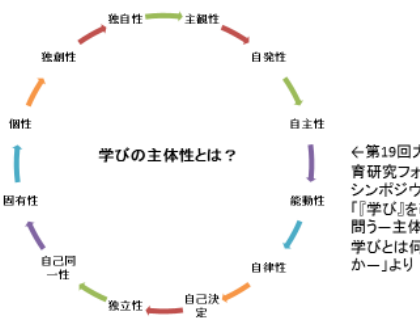 独自性
主観性
自発性
自主性
能動性
自律性
自己決
定
独立性
自己同
一性
固有性
個性
独創性
学びの主体性とは？
←第19回大
育研究フォ
シンポジウ
「『学び』を
問うー主体
学びとは何
かー」より